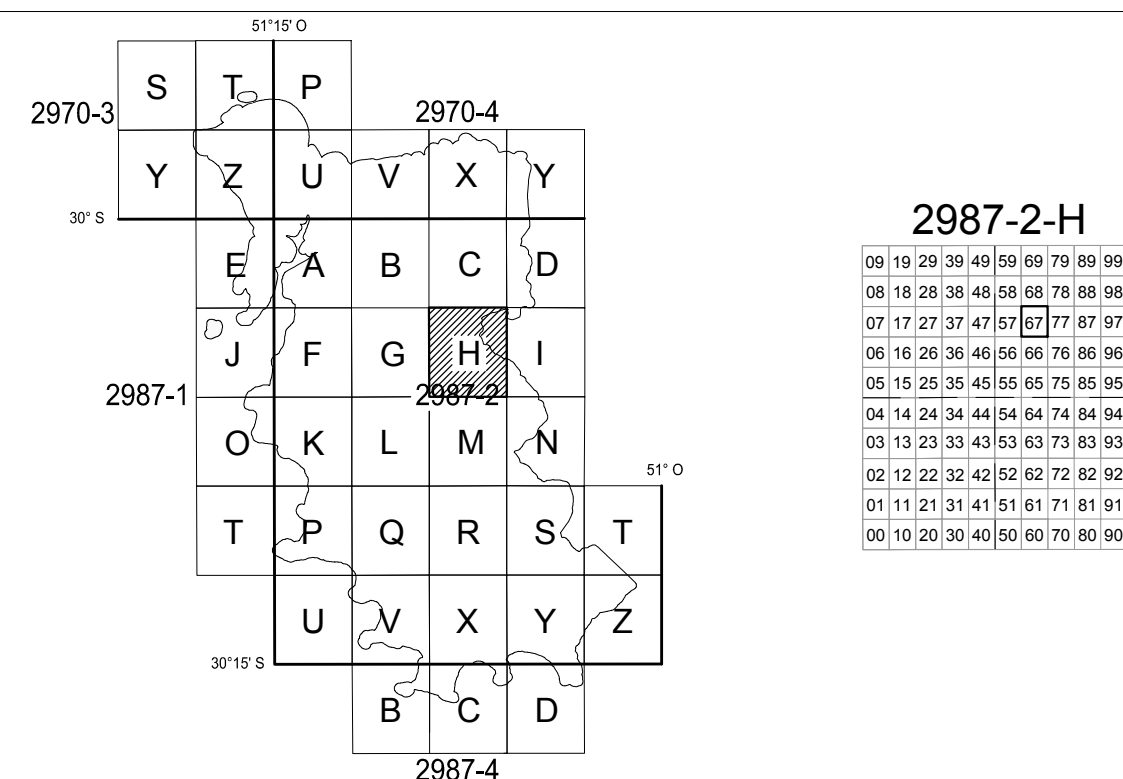 51°15' O
S T P
2970-3 2970-4
Y Z U V X Y
30° S
E A B C D
J F G H I
2987-1 2987-2
O K L M N
51° O
T P Q R S T
U V X Y Z
30°15' S
B C D
2987-4
2987-2-H
09 19 29 39 49 59 69 79 89 99
08 18 28 38 48 58 68 78 88 98
07 17 27 37 47 57 67 77 87 97
06 16 26 36 46 56 66 76 86 96
05 15 25 35 45 55 65 75 85 95
04 14 24 34 44 54 64 74 84 94
03 13 23 33 43 53 63 73 83 93
02 12 22 32 42 52 62 72 82 92
01 11 21 31 41 51 61 71 81 91
00 10 20 30 40 50 60 70 80 90